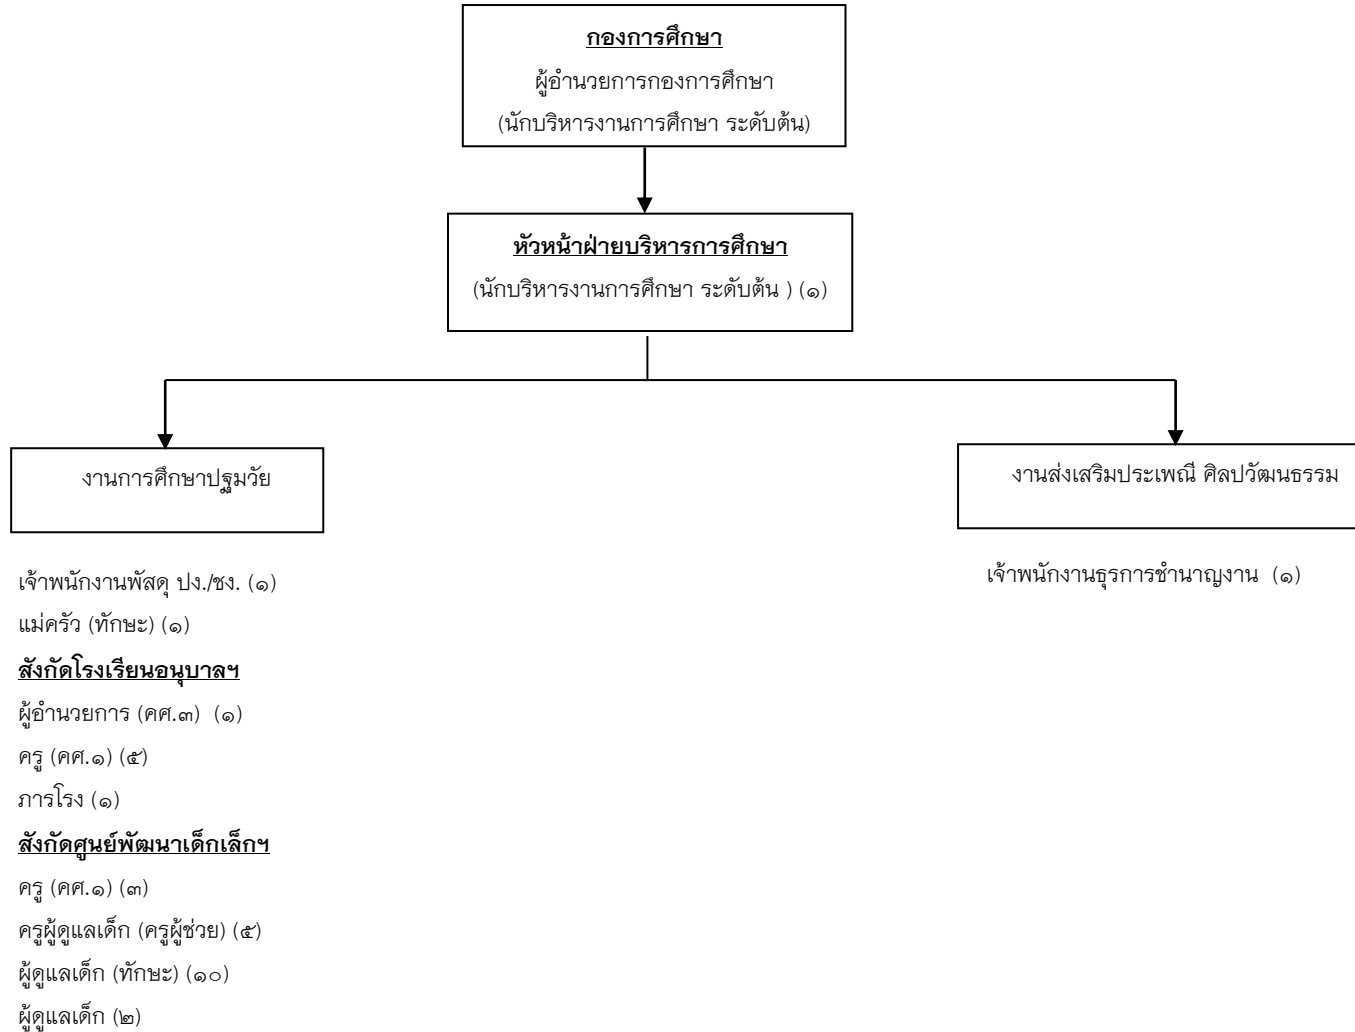 กองการศึกษา
ผู้อำนวยการกองการศึกษา
(นักบริหารงานการศึกษา ระดับต้น)
หัวหน้าฝ่ายบริหารการศึกษา
(นักบริหารงานการศึกษา ระดับต้น ) (๑)
งานการศึกษาปฐมวัย
เจ้าพนักงานพัสดุ ปง./ชง. (๑)
แม่ครัว (ทักษะ) (๑)
สังกัดโรงเรียนอนุบาลฯ
ผู้อำนวยการ (คศ.๓) (๑)
ครู (คศ.๑) (๕)
ภารโรง (๑)
สังกัดศูนย์พัฒนาเด็กเล็กฯ
ครู (คศ.๑) (๓)
ครูผู้ดูแลเด็ก (ครูผู้ช่วย) (๕)
ผู้ดูแลเด็ก (ทักษะ) (๑๐)
ผู้ดูแลเด็ก (๒)
งานส่งเสริมประเพณี ศิลปวัฒนธรรม
เจ้าพนักงานธุรการชำนาญงาน (๑)